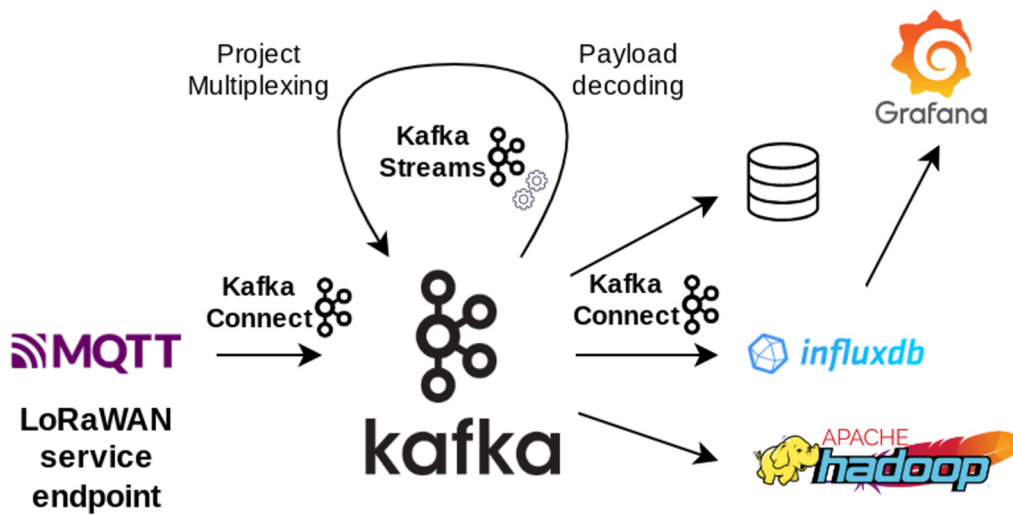 Project
Multiplexing
Payload
decoding
Grafana
Kafka
Streams
Kafka
Connect
Kafka
Connect
MQTT
LoRaWAN
service
endpoint
kafka
influxdb
APACHE
hadoop